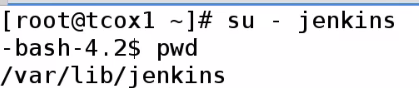 [root@tcox1 ~]# su - jenkins
-bash-4.2$ pwd
/var/lib/jenkins